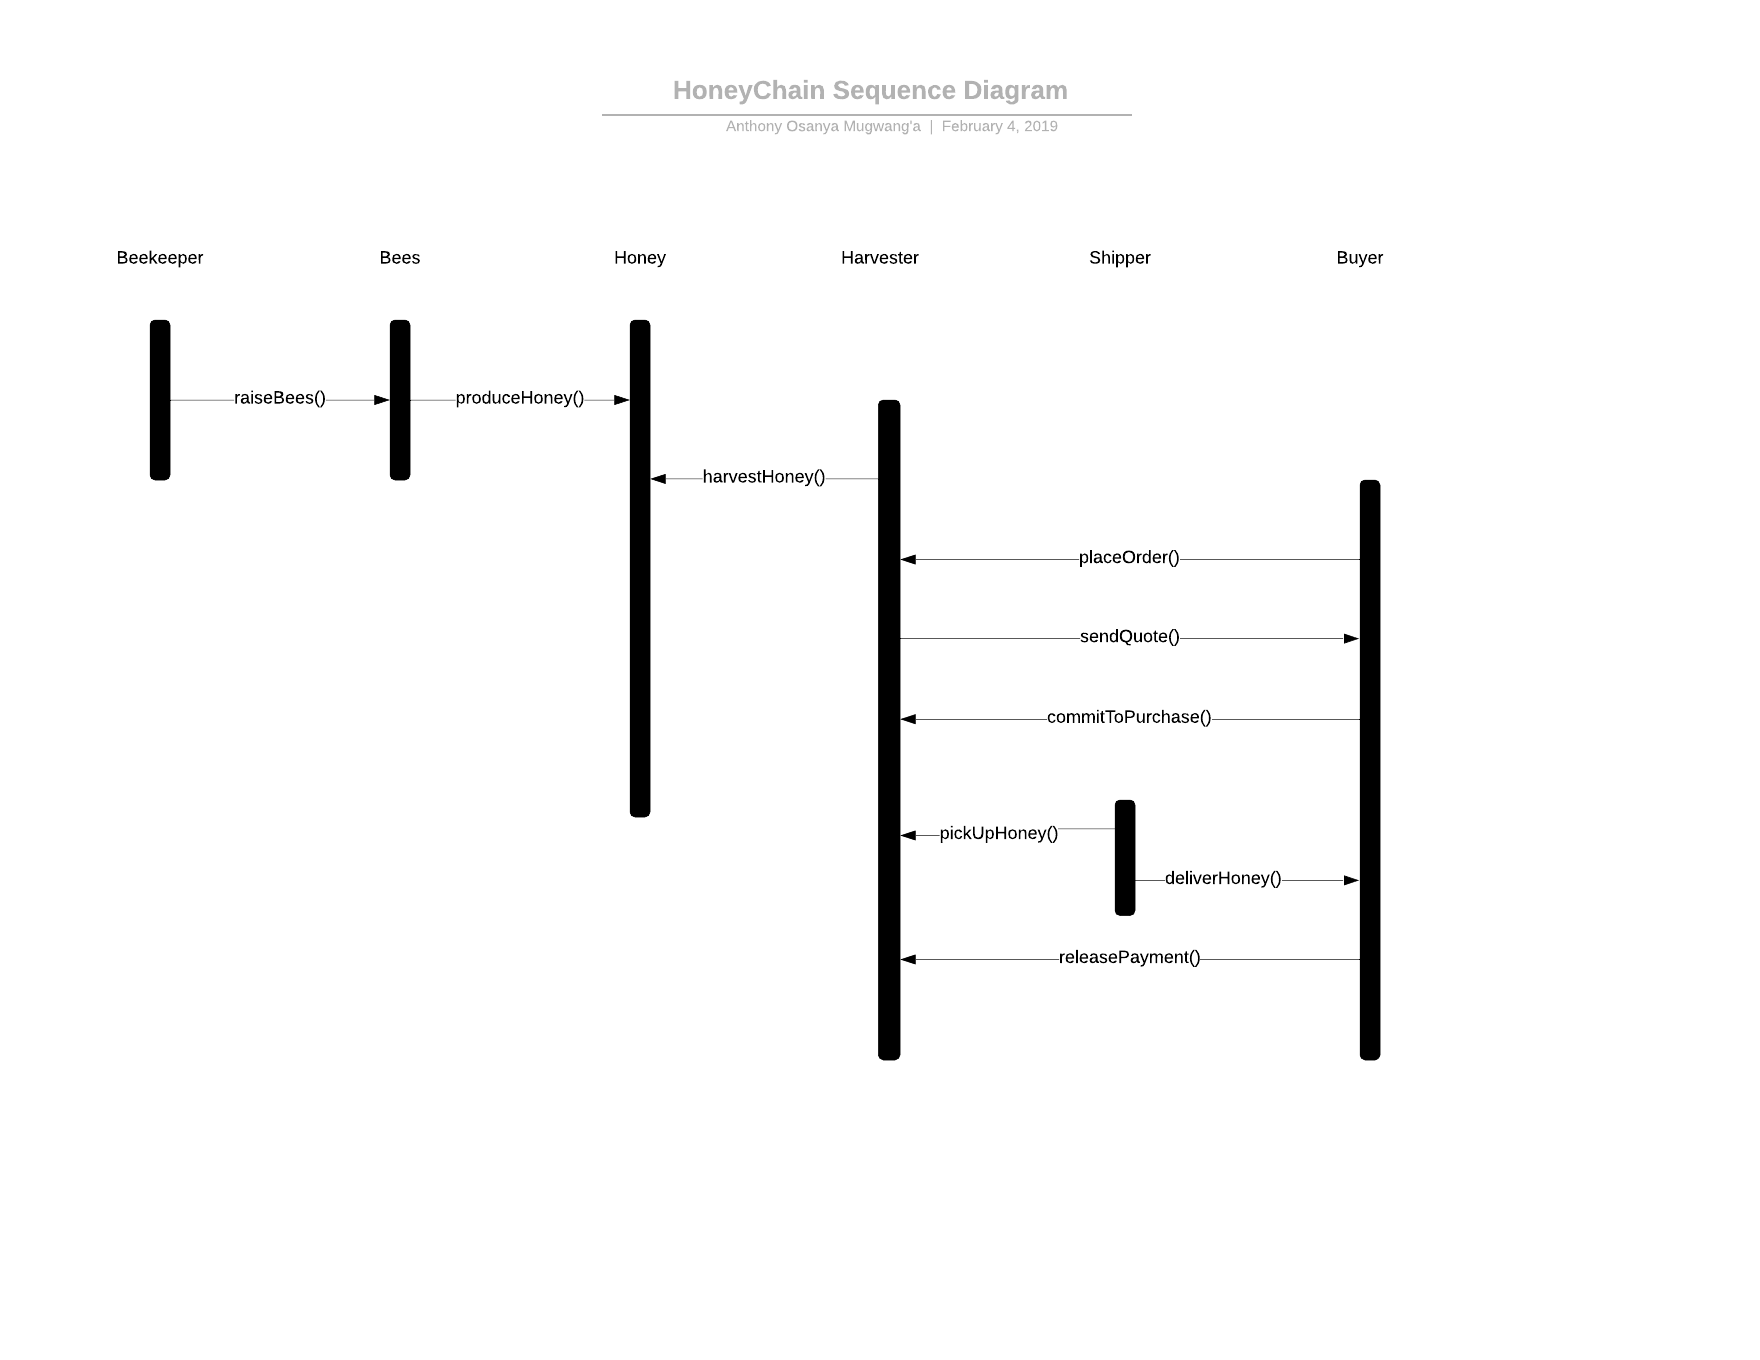 HoneyChain Sequence Diagram
Anthony Osanya Mugwang'a | February 4, 2019
Beekeeper Bees Honey Harvester Shipper Buyer
raiseBees() produceHoney()
harvestHoney()
placeOrder()
sendQuote()
commitToPurchase()
pickUpHoney()
deliverHoney()
releasePayment()